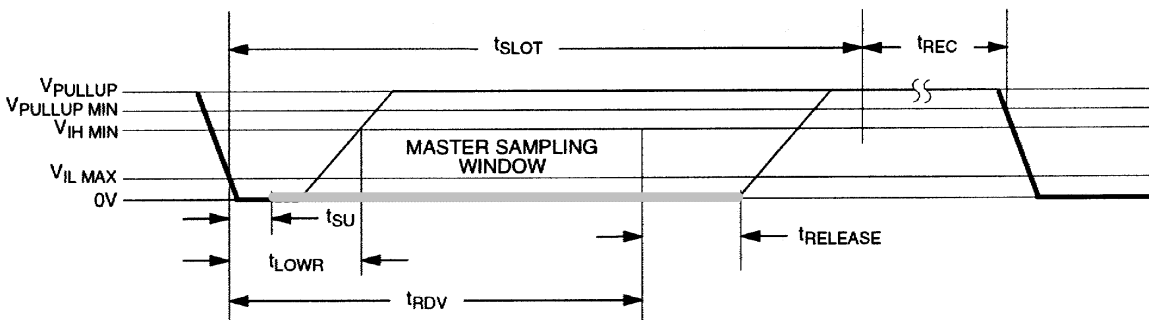 tSLOT
tREC
VPULLUP
VPULLUP MIN
VIH MIN
MASTER SAMPLING
WINDOW
VIL MAX
0V
tSU
tRELEASE
tLOWR
tRDV